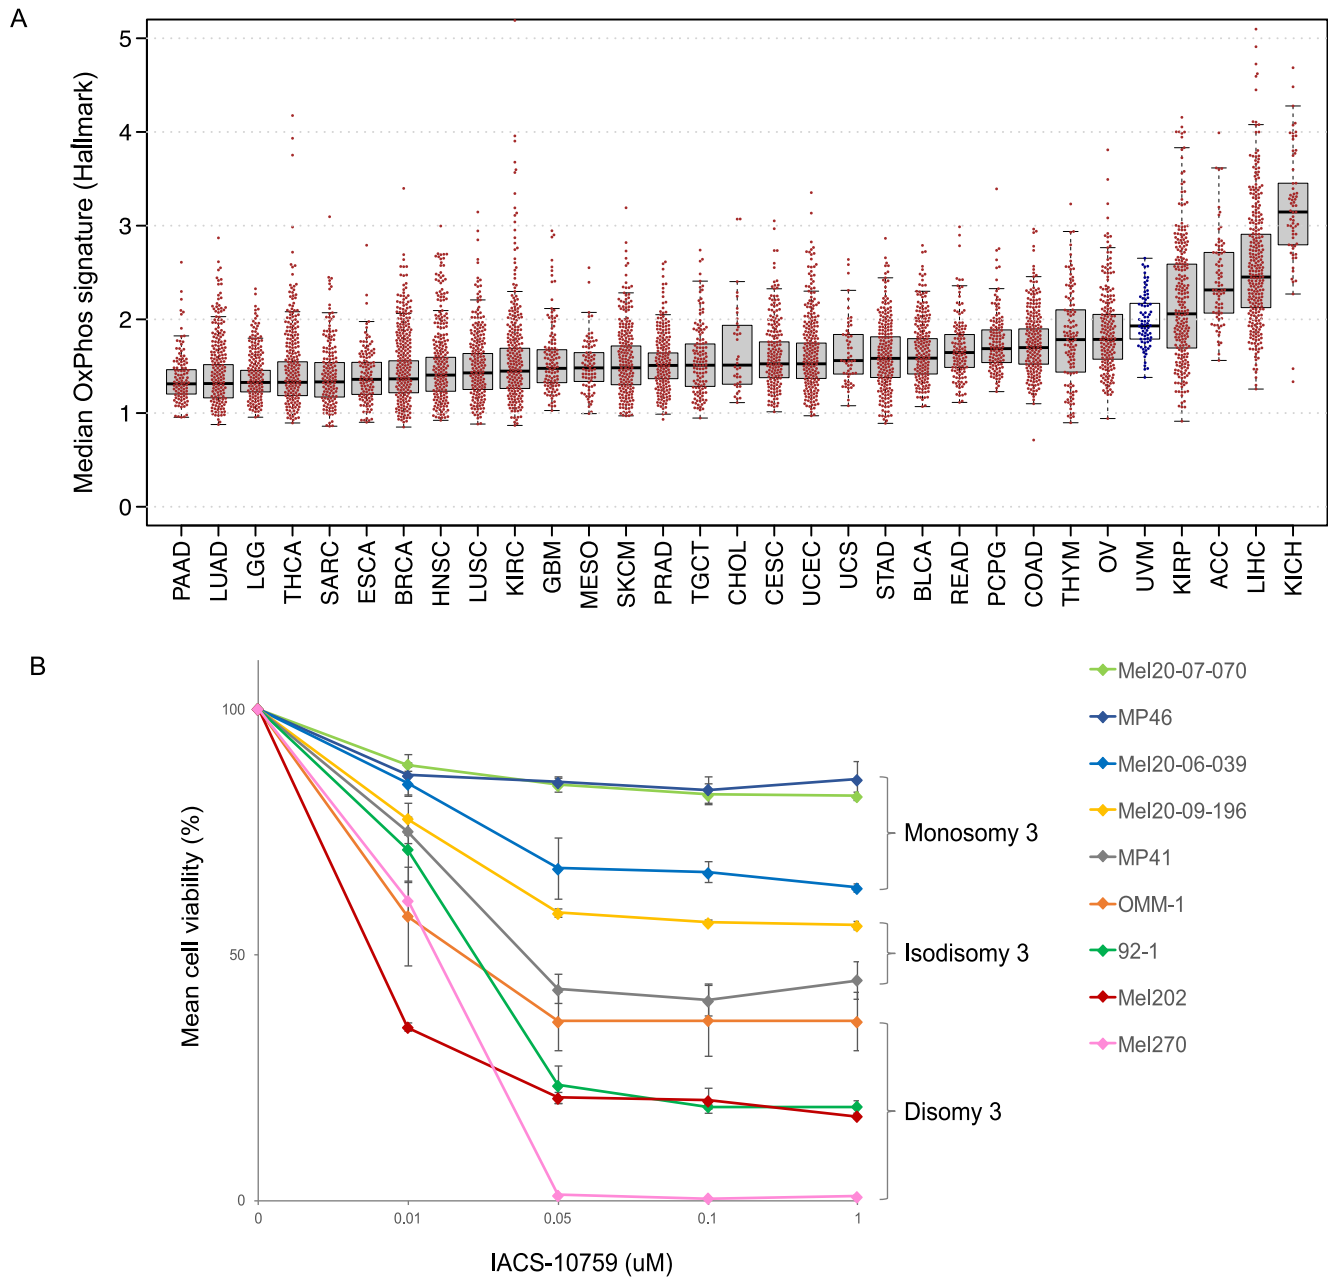 A
Median OxPhos signature (Hallmark)
5
4
3
2
1
0
PAAD
LUAD
LGG
THCA
SARC
ESCA
BRCA
HNSC
LUSC
KIRC
GBM
MESO
SKCM
PRAD
TGCT
CHOL
CESC
UCEC
UCS
STAD
BLCA
READ
PCPG
COAD
THYM
OV
UVM
KIRP
ACC
LIHC
KICH
B
Mean cell viability (%)
100
50
0
0 0.01 0.05 0.1 1
IACS-10759 (uM)
Monosomy 3
Isodisomy 3
Disomy 3
Mel20-07-070
MP46
Mel20-06-039
Mel20-09-196
MP41
OMM-1
92-1
Mel202
Mel270